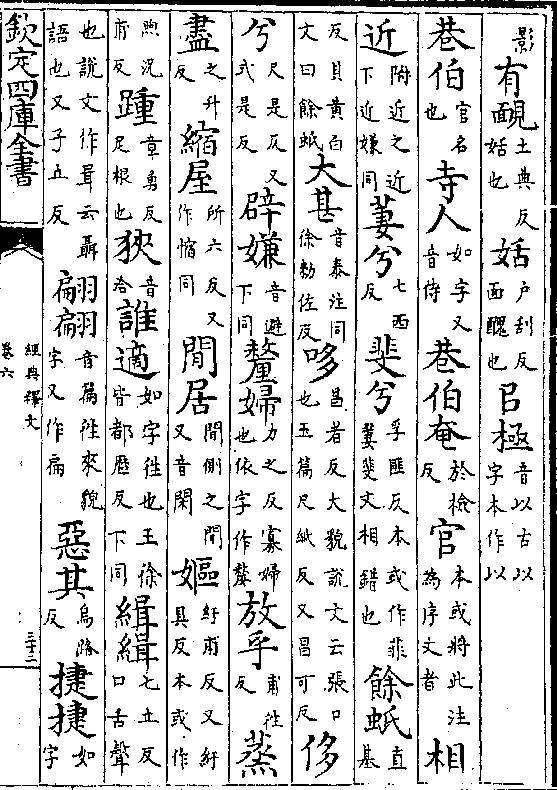 影有靦土典反姡也姡户刮反面醜也㠯極音以古以字本作以
巷伯官名也寺人如字又音侍巷伯奄於檢反官本或將此注為序文者相
近附近之近下近嫌同萋兮七西反斐兮孚匪反本或作菲萋斐文相錯也餘蚳直基
反貝黄白文曰餘蚳大甚音泰注同徐勑佐反哆昌者反大貌說文云張口也玉篇尺紙反又昌可反侈
兮尺是反又式是反辟嫌音避下同釐婦力之反寡婦也依字作嫠放乎甫往反蒸
盡之升反縮屋所六反又作㥛同閒居閒側之閒又音閑嫗紆甫反又紆具反本或作
煦况甫反踵章勇反足根也狹音洽誰適如字往也王徐皆都歷反下同緝緝七立反口舌聲
也說文作咠云聶語也又子立反翩翩音篇往來貌字又作扁惡其烏路反捷捷如字
欽定四庫全書
經典釋文
卷六
三十二